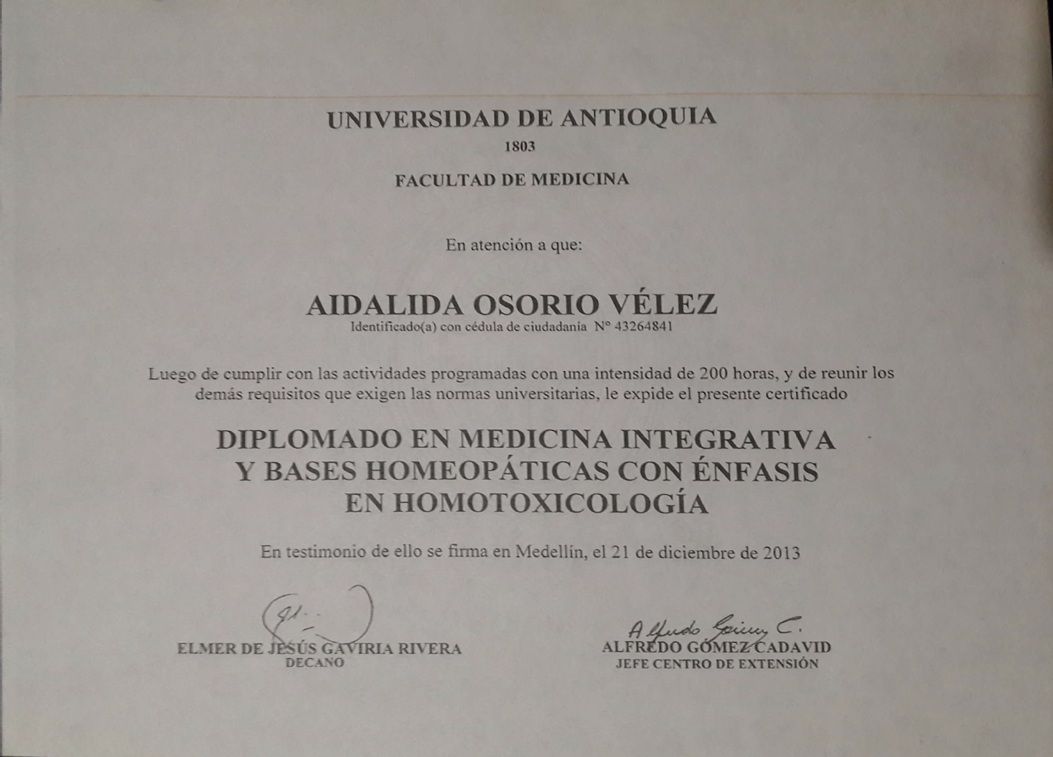 UNIVERSIDAD DE ANTIOQUIA
1803
FACULTAD DE MEDICINA
En atención a que:
AIDALIDA OSORIO VÉLEZ
Identificado(a) con cédula de ciudadanía Nº 43264841
Luego de cumplir con las actividades programadas con una intensidad de 200 horas, y de reunir los
demás requisitos que exigen las normas universitarias, le expide el presente certificado
DIPLOMADO EN MEDICINA INTEGRATIVA
Y BASES HOMEOPÁTICAS CON ÉNFASIS
EN HOMOTOXICOLOGÍA
En testimonio de ello se firma en Medellín, el 21 de diciembre de 2013
Alfredo Gómez C.
ELMER DE JESÚS GAVIRIA RIVERA
DECANO
ALFREDO GÓMEZ CADAVID
JEFE CENTRO DE EXTENSIÓN